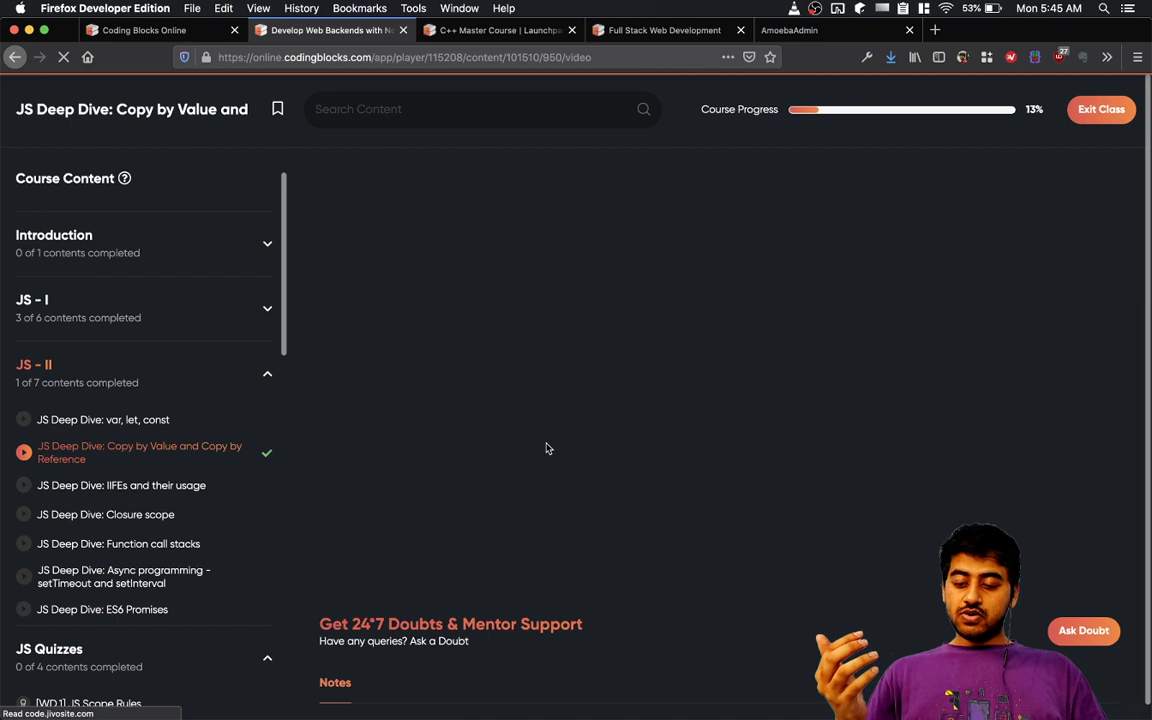 Firefox Developer Edition File Edit View History Bookmarks Tools Window Help 53% Mon 5:45 AM
Coding Blocks Online Develop Web Backends with No C++ Master Course | Launchpa Full Stack Web Development AmoebaAdmin
https://online.codingblocks.com/app/player/115208/content/101510/950/video 27
JS Deep Dive: Copy by Value and Search Content Course Progress 13% Exit Class
Course Content
Introduction
0 of 1 contents completed
JS - I
3 of 6 contents completed
JS - II
1 of 7 contents completed
JS Deep Dive: var, let, const
JS Deep Dive: Copy by Value and Copy by
Reference
JS Deep Dive: IIFEs and their usage
JS Deep Dive: Closure scope
JS Deep Dive: Function call stacks
JS Deep Dive: Async programming -
setTimeout and setInterval
JS Deep Dive: ES6 Promises
JS Quizzes
0 of 4 contents completed
[WD.1] JS Scope Rules
Read code.jivosite.com
Get 24*7 Doubts & Mentor Support
Have any queries? Ask a Doubt
Ask Doubt
Notes